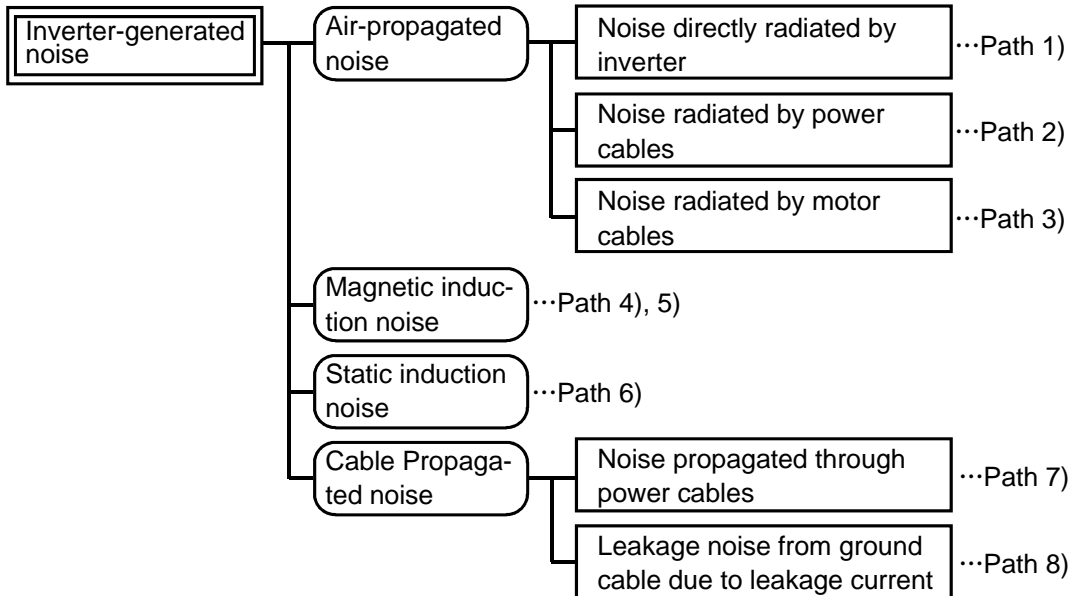 Inverter-generated
noise
Air-propagated
noise
Noise directly radiated by
inverter
···Path 1)
Noise radiated by power
cables
···Path 2)
Noise radiated by motor
cables
···Path 3)
Magnetic induc-
tion noise
···Path 4), 5)
Static induction
noise
···Path 6)
Cable Propaga-
ted noise
Noise propagated through
power cables
···Path 7)
Leakage noise from ground
cable due to leakage current
···Path 8)